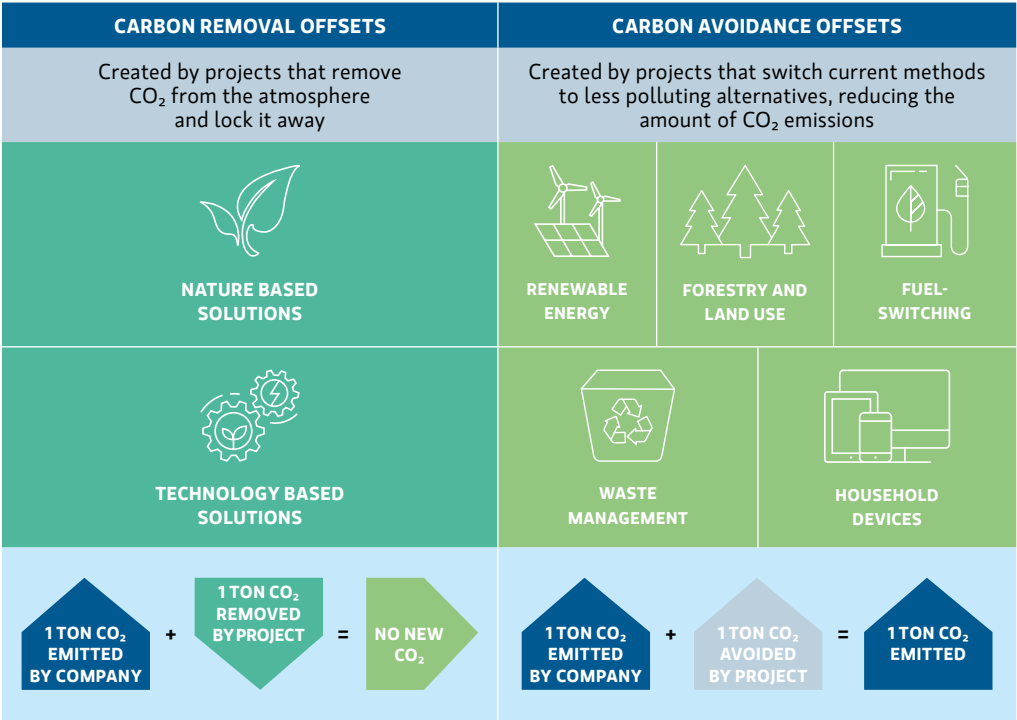 CARBON REMOVAL OFFSETS
Created by projects that remove
CO₂ from the atmosphere
and lock it away
NATURE BASED
SOLUTIONS
TECHNOLOGY BASED
SOLUTIONS
1 TON CO₂
EMITTED
BY COMPANY
+
1 TON CO₂
REMOVED
BY PROJECT
=
NO NEW
CO₂
CARBON AVOIDANCE OFFSETS
Created by projects that switch current methods
to less polluting alternatives, reducing the
amount of CO₂ emissions
RENEWABLE
ENERGY
FORESTRY AND
LAND USE
FUEL-
SWITCHING
WASTE
MANAGEMENT
HOUSEHOLD
DEVICES
1 TON CO₂
EMITTED
BY COMPANY
+
1 TON CO₂
AVOIDED
BY PROJECT
=
1 TON CO₂
EMITTED